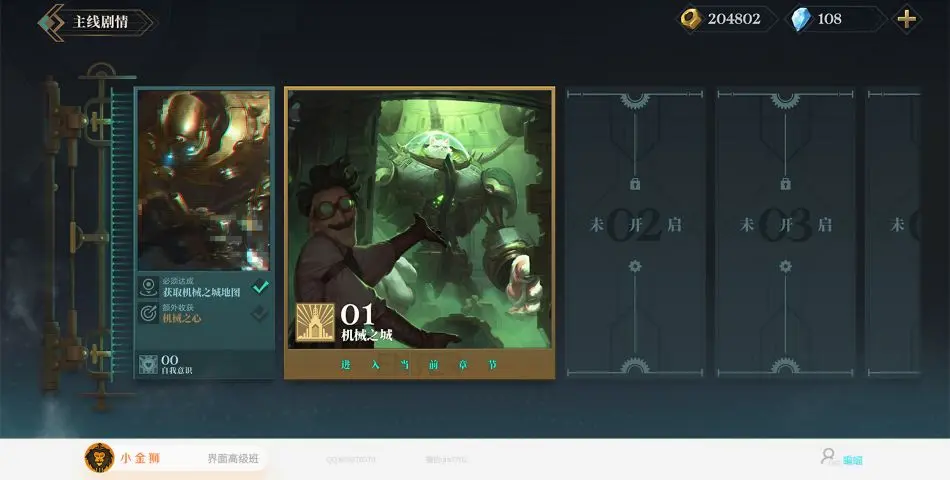 主线剧情
204802
108
必须达成
获取机械之城地图
额外收获
机械之心
00
自我意识
01
机械之城
进入当前章节
未开启
02
未开启
03
未
小金狮
界面高级班